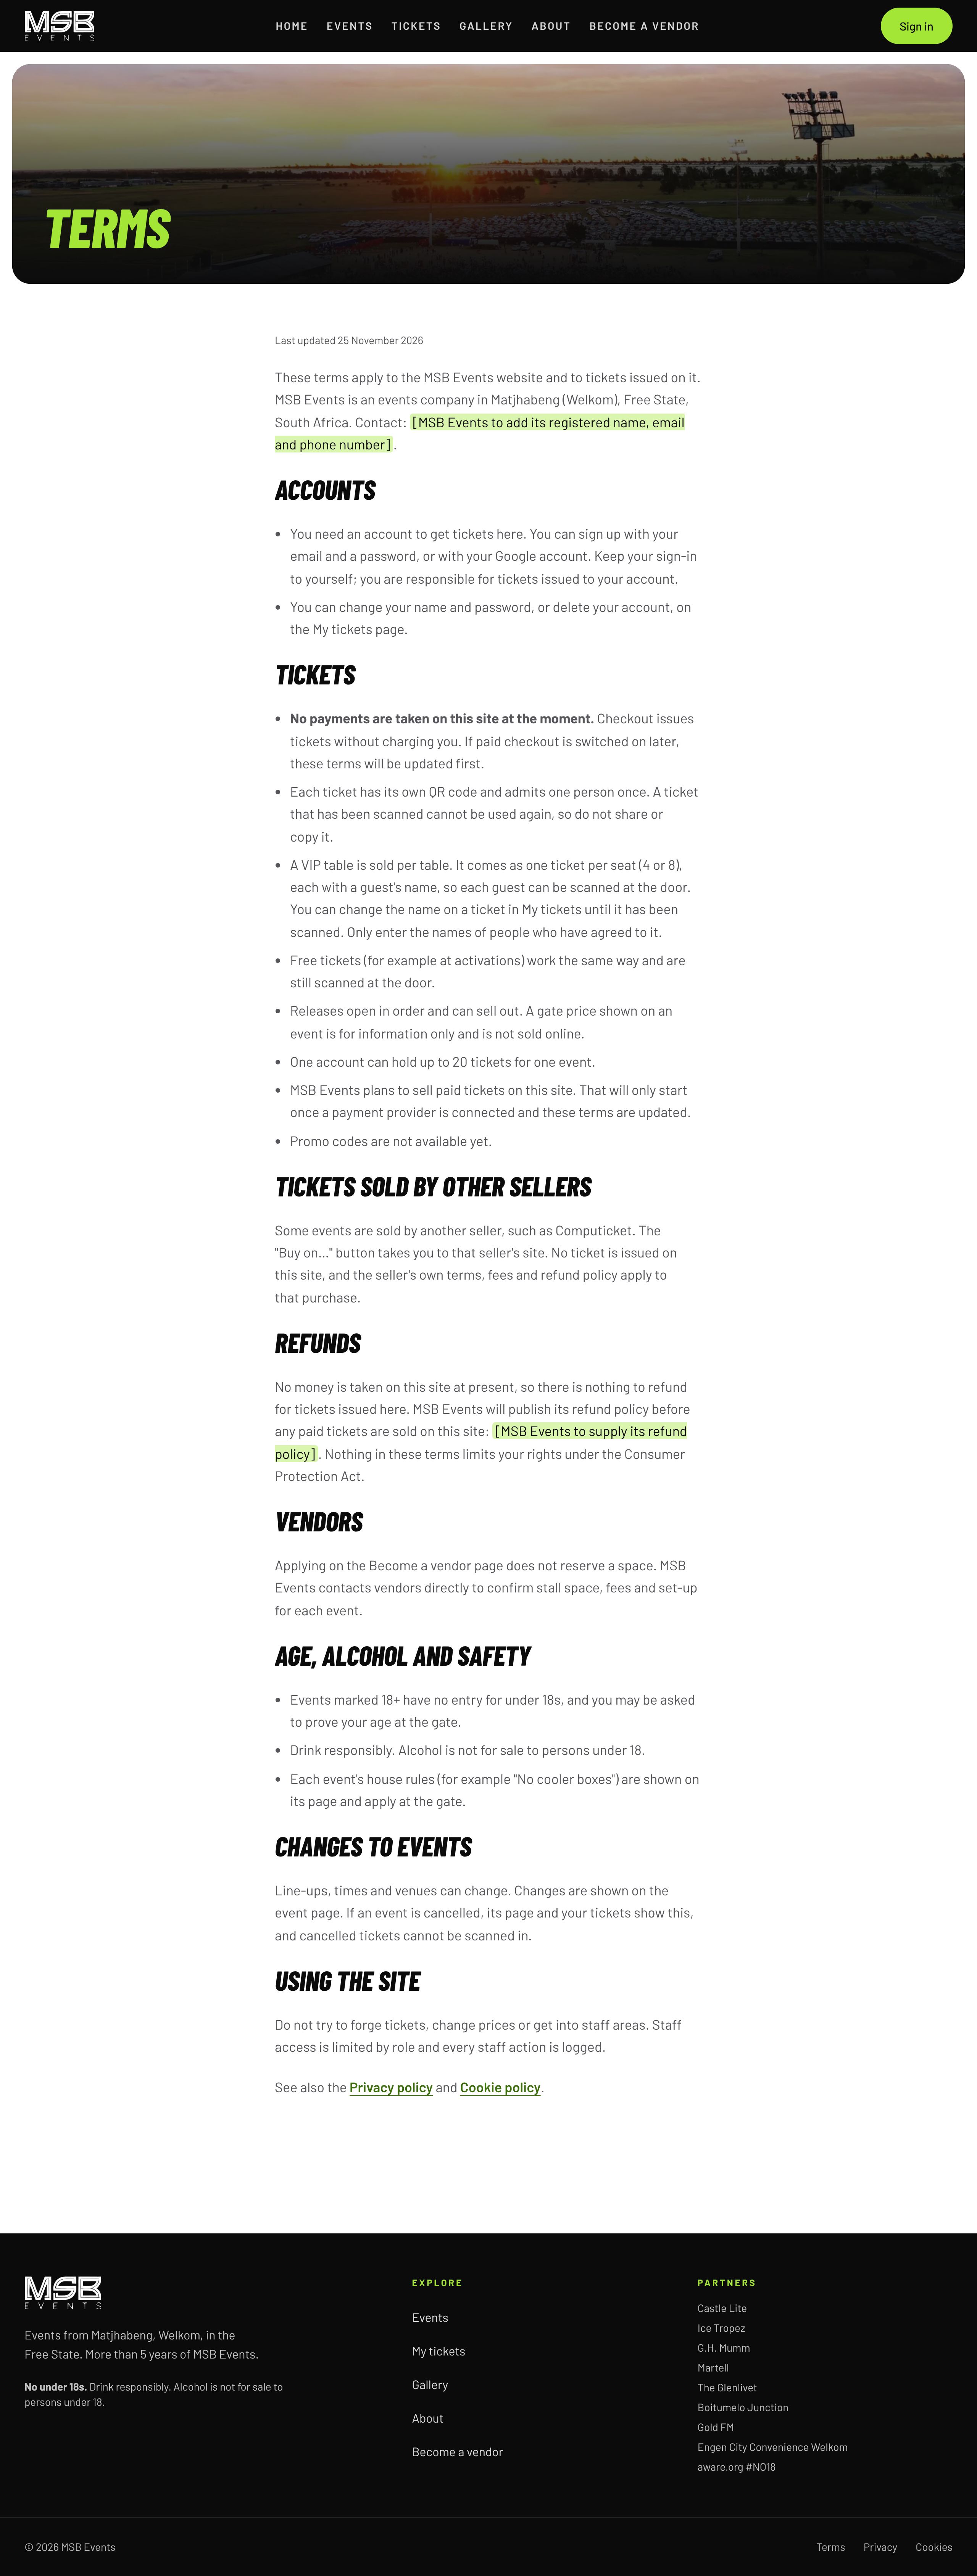 MSB
EVENTS
HOME EVENTS TICKETS GALLERY ABOUT BECOME A VENDOR
Sign in
TERMS
Last updated 25 November 2026
These terms apply to the MSB Events website and to tickets issued on it.
MSB Events is an events company in Matjhabeng (Welkom), Free State,
South Africa. Contact: [MSB Events to add its registered name, email
and phone number].
ACCOUNTS
• You need an account to get tickets here. You can sign up with your
email and a password, or with your Google account. Keep your sign-in
to yourself; you are responsible for tickets issued to your account.
• You can change your name and password, or delete your account, on
the My tickets page.
TICKETS
• No payments are taken on this site at the moment. Checkout issues
tickets without charging you. If paid checkout is switched on later,
these terms will be updated first.
• Each ticket has its own QR code and admits one person once. A ticket
that has been scanned cannot be used again, so do not share or
copy it.
• A VIP table is sold per table. It comes as one ticket per seat (4 or 8),
each with a guest's name, so each guest can be scanned at the door.
You can change the name on a ticket in My tickets until it has been
scanned. Only enter the names of people who have agreed to it.
• Free tickets (for example at activations) work the same way and are
still scanned at the door.
• Releases open in order and can sell out. A gate price shown on an
event is for information only and is not sold online.
• One account can hold up to 20 tickets for one event.
• MSB Events plans to sell paid tickets on this site. That will only start
once a payment provider is connected and these terms are updated.
• Promo codes are not available yet.
TICKETS SOLD BY OTHER SELLERS
Some events are sold by another seller, such as Computicket. The
"Buy on..." button takes you to that seller's site. No ticket is issued on
this site, and the seller's own terms, fees and refund policy apply to
that purchase.
REFUNDS
No money is taken on this site at present, so there is nothing to refund
for tickets issued here. MSB Events will publish its refund policy before
any paid tickets are sold on this site: [MSB Events to supply its refund
policy]. Nothing in these terms limits your rights under the Consumer
Protection Act.
VENDORS
Applying on the Become a vendor page does not reserve a space. MSB
Events contacts vendors directly to confirm stall space, fees and set-up
for each event.
AGE, ALCOHOL AND SAFETY
• Events marked 18+ have no entry for under 18s, and you may be asked
to prove your age at the gate.
• Drink responsibly. Alcohol is not for sale to persons under 18.
• Each event's house rules (for example "No cooler boxes") are shown on
its page and apply at the gate.
CHANGES TO EVENTS
Line-ups, times and venues can change. Changes are shown on the
event page. If an event is cancelled, its page and your tickets show this,
and cancelled tickets cannot be scanned in.
USING THE SITE
Do not try to forge tickets, change prices or get into staff areas. Staff
access is limited by role and every staff action is logged.
See also the Privacy policy and Cookie policy.
MSB
EVENTS
Events from Matjhabeng, Welkom, in the
Free State. More than 5 years of MSB Events.
No under 18s. Drink responsibly. Alcohol is not for sale to
persons under 18.
EXPLORE
Events
My tickets
Gallery
About
Become a vendor
PARTNERS
Castle Lite
Ice Tropez
G.H. Mumm
Martell
The Glenlivet
Boitumelo Junction
Gold FM
Engen City Convenience Welkom
aware.org #NO18
© 2026 MSB Events
Terms Privacy Cookies